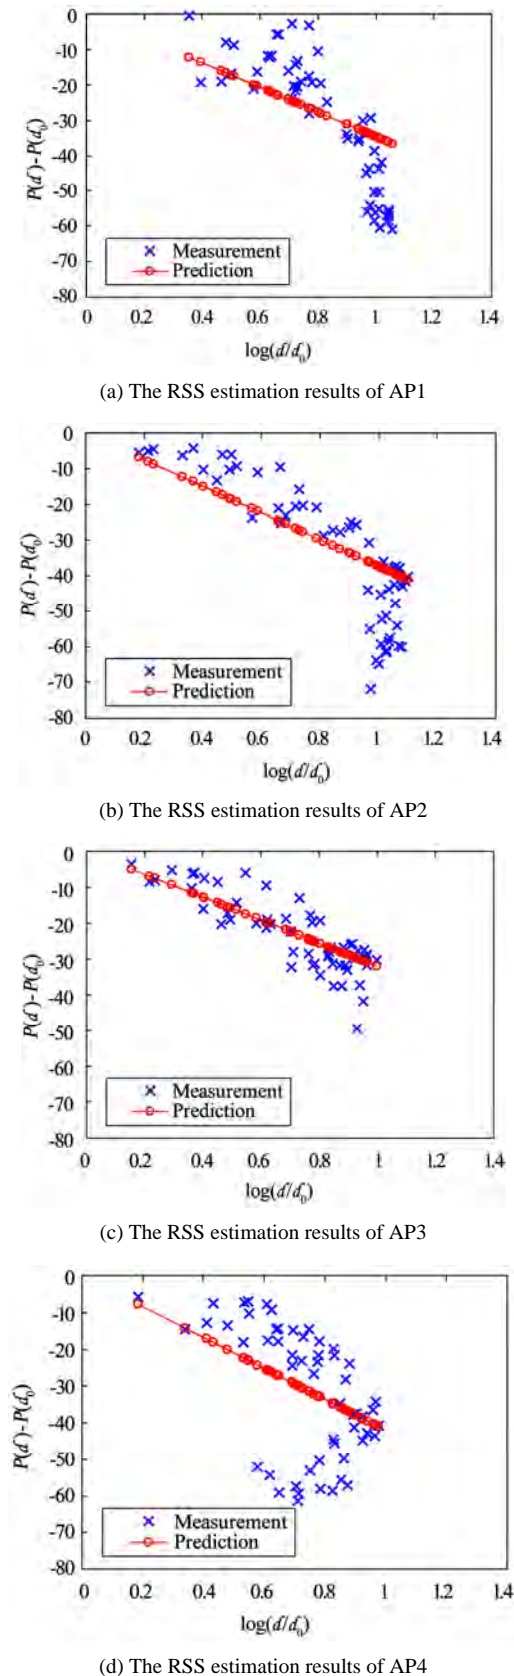 0
-10
-20
-30
-40
-50
-60
-70
-80
P(d)-P(d₀)
Measurement
Prediction
0 0.2 0.4 0.6 0.8 1 1.2 1.4
log(d/d₀)
(a) The RSS estimation results of AP1
0
-10
-20
-30
-40
-50
-60
-70
-80
P(d)-P(d₀)
Measurement
Prediction
0 0.2 0.4 0.6 0.8 1 1.2 1.4
log(d/d₀)
(b) The RSS estimation results of AP2
0
-10
-20
-30
-40
-50
-60
-70
-80
P(d)-P(d₀)
Measurement
Prediction
0 0.2 0.4 0.6 0.8 1 1.2 1.4
log(d/d₀)
(c) The RSS estimation results of AP3
0
-10
-20
-30
-40
-50
-60
-70
-80
P(d)-P(d₀)
Measurement
Prediction
0 0.2 0.4 0.6 0.8 1 1.2 1.4
log(d/d₀)
(d) The RSS estimation results of AP4